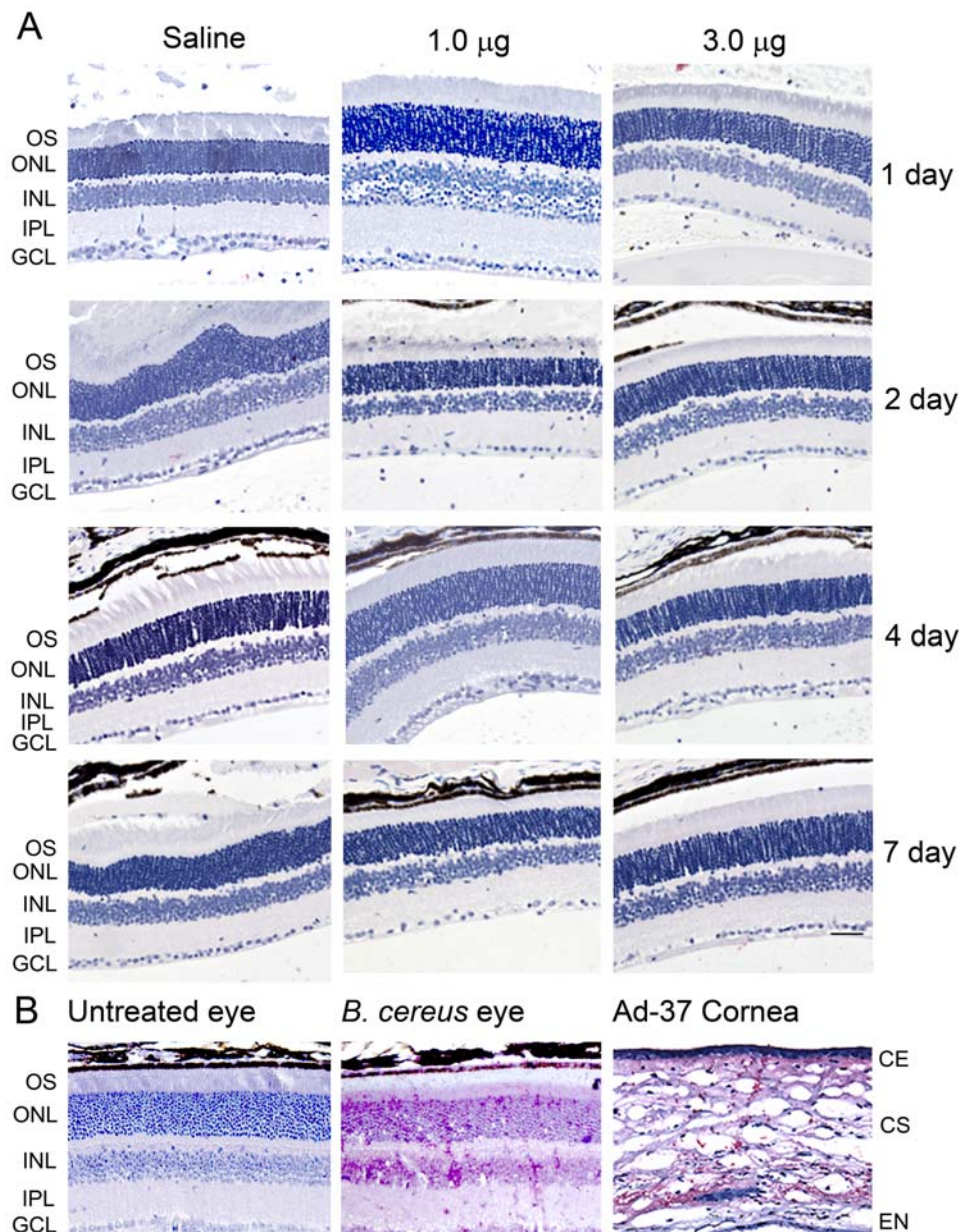 A
Saline 1.0 μg 3.0 μg
OS
ONL
INL
IPL
GCL
1 day
OS
ONL
INL
IPL
GCL
2 day
OS
ONL
INL
IPL
GCL
4 day
OS
ONL
INL
IPL
GCL
7 day
B Untreated eye B. cereus eye Ad-37 Cornea
OS
ONL
INL
IPL
GCL
CE
CS
EN